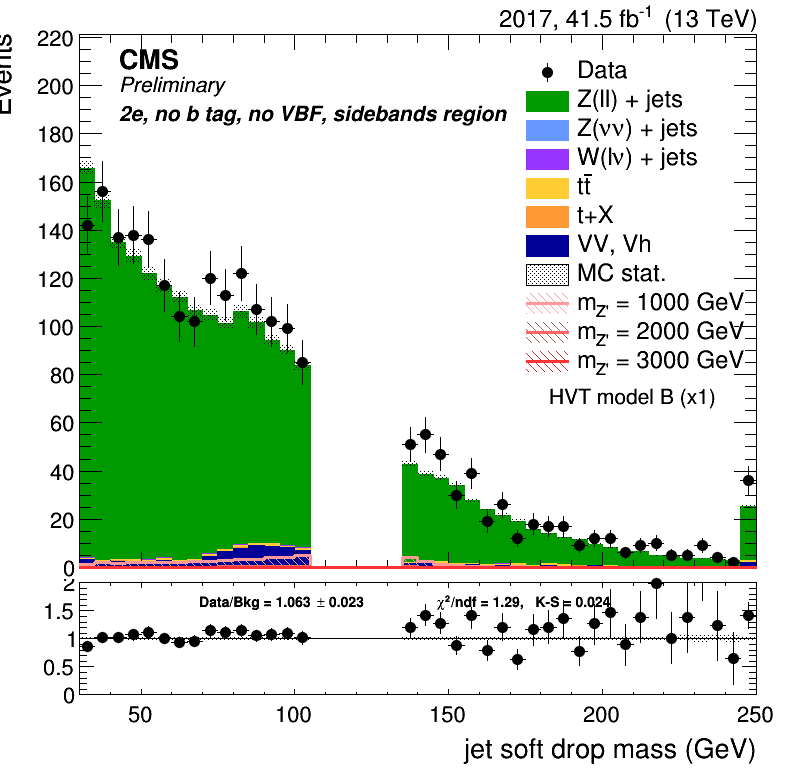 2017, 41.5 fb⁻¹ (13 TeV)
Events
220
200
180
160
140
120
100
80
60
40
20
0
CMS
Preliminary
2e, no b tag, no VBF, sidebands region
Data
Z(ll) + jets
Z(νν) + jets
W(lν) + jets
tt̄
t+X
VV, Vh
MC stat.
m_Z' = 1000 GeV
m_Z' = 2000 GeV
m_Z' = 3000 GeV
HVT model B (x1)
2
1.5
1
0.5
0
Data/Bkg = 1.063 ± 0.023
χ²/ndf = 1.29, K-S = 0.024
50 100 150 200 250
jet soft drop mass (GeV)